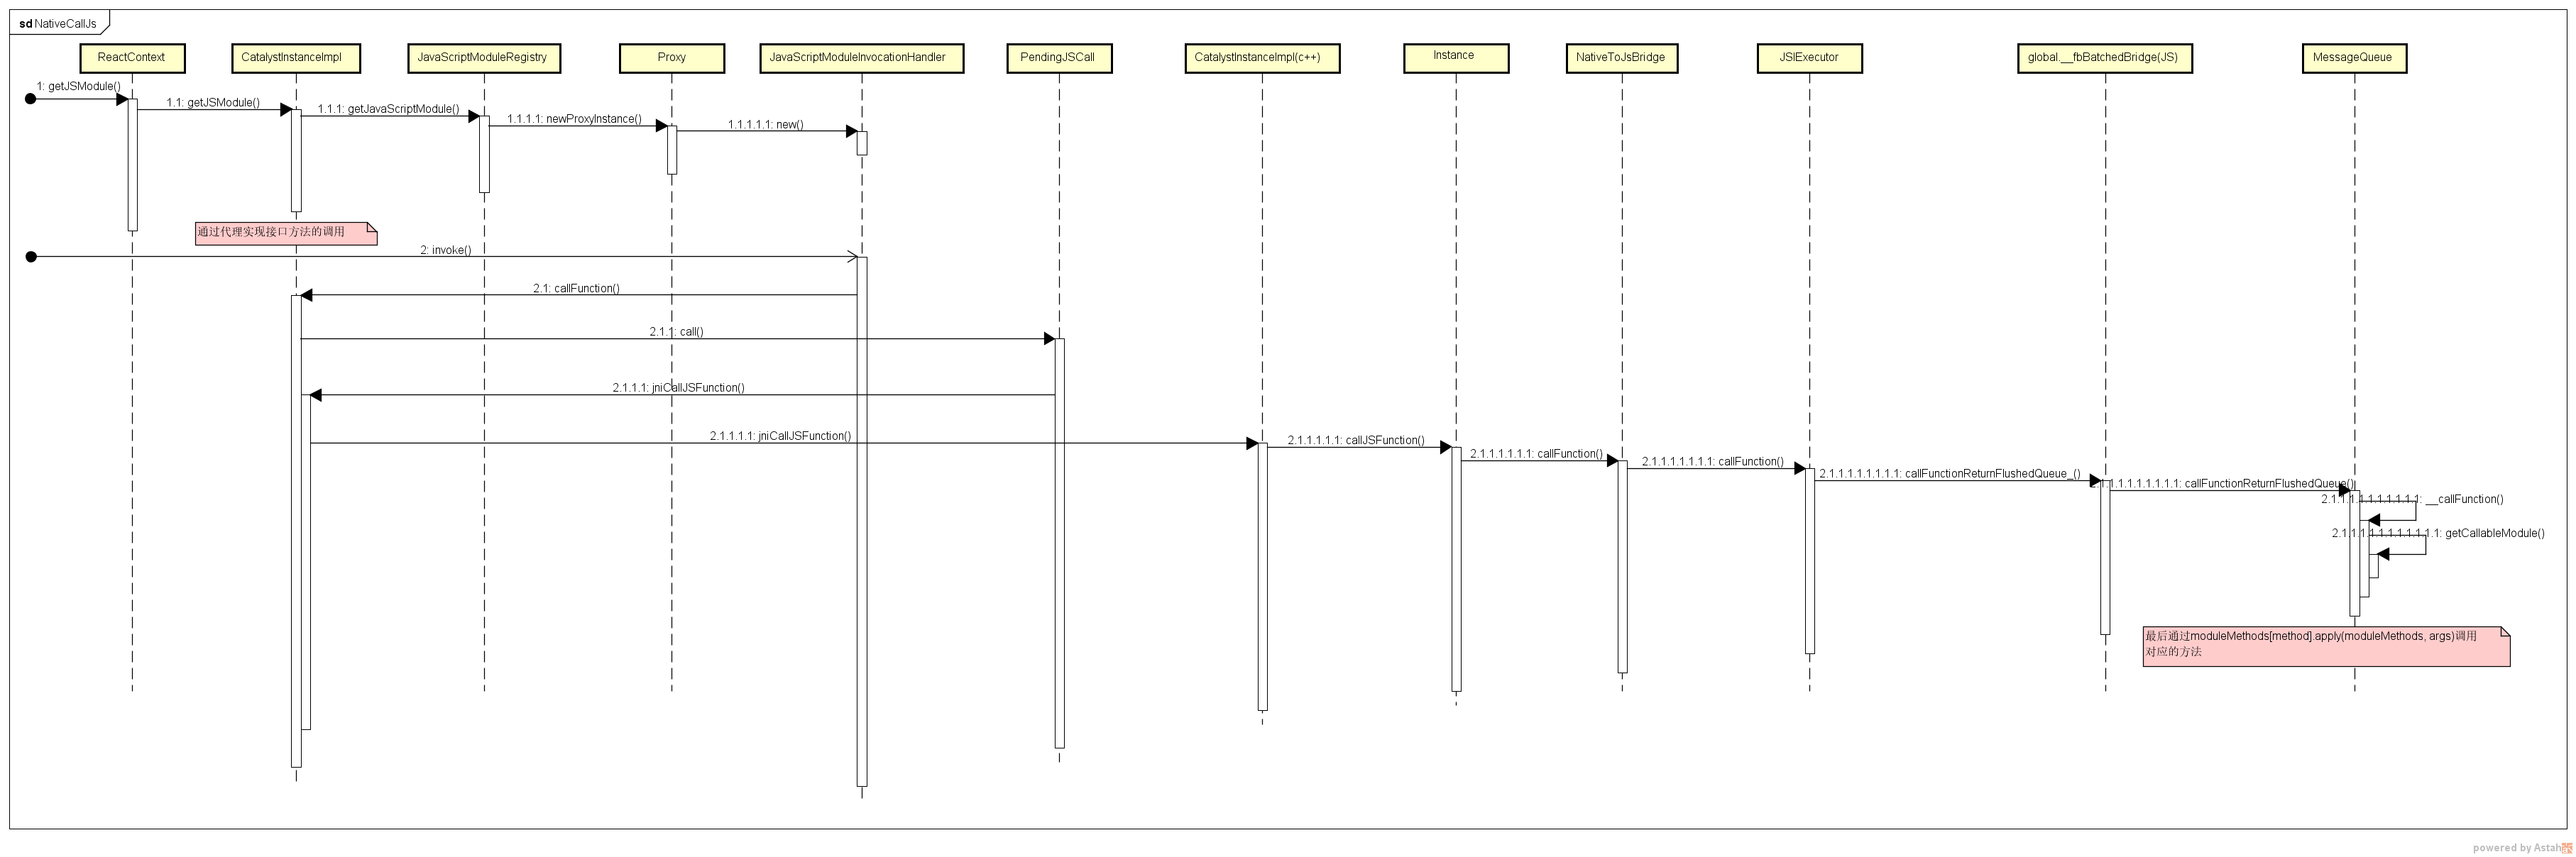 sd NativeCallJs
ReactContext
CatalystInstanceImpl
JavaScriptModuleRegistry
Proxy
JavaScriptModuleInvocationHandler
PendingJSCall
CatalystInstanceImpl(c++)
Instance
NativeToJsBridge
JSIExecutor
global.__fbBatchedBridge(JS)
MessageQueue
1: getJSModule()
1.1: getJSModule()
1.1.1: getJavaScriptModule()
1.1.1.1: newProxyInstance()
1.1.1.1.1: new()
通过代理实现接口方法的调用
2: invoke()
2.1: callFunction()
2.1.1: call()
2.1.1.1: jniCallJSFunction()
2.1.1.1.1: jniCallJSFunction()
2.1.1.1.1.1: callJSFunction()
2.1.1.1.1.1.1: callFunction()
2.1.1.1.1.1.1.1: callFunction()
2.1.1.1.1.1.1.1.1: callFunctionReturnFlushedQueue_()
2.1.1.1.1.1.1.1.1.1: callFunctionReturnFlushedQueue()
2.1.1.1.1.1.1.1.1.1.1: __callFunction()
2.1.1.1.1.1.1.1.1.1.1.1: getCallableModule()
最后通过moduleMethods[method].apply(moduleMethods, args)调用
对应的方法
powered by Astah